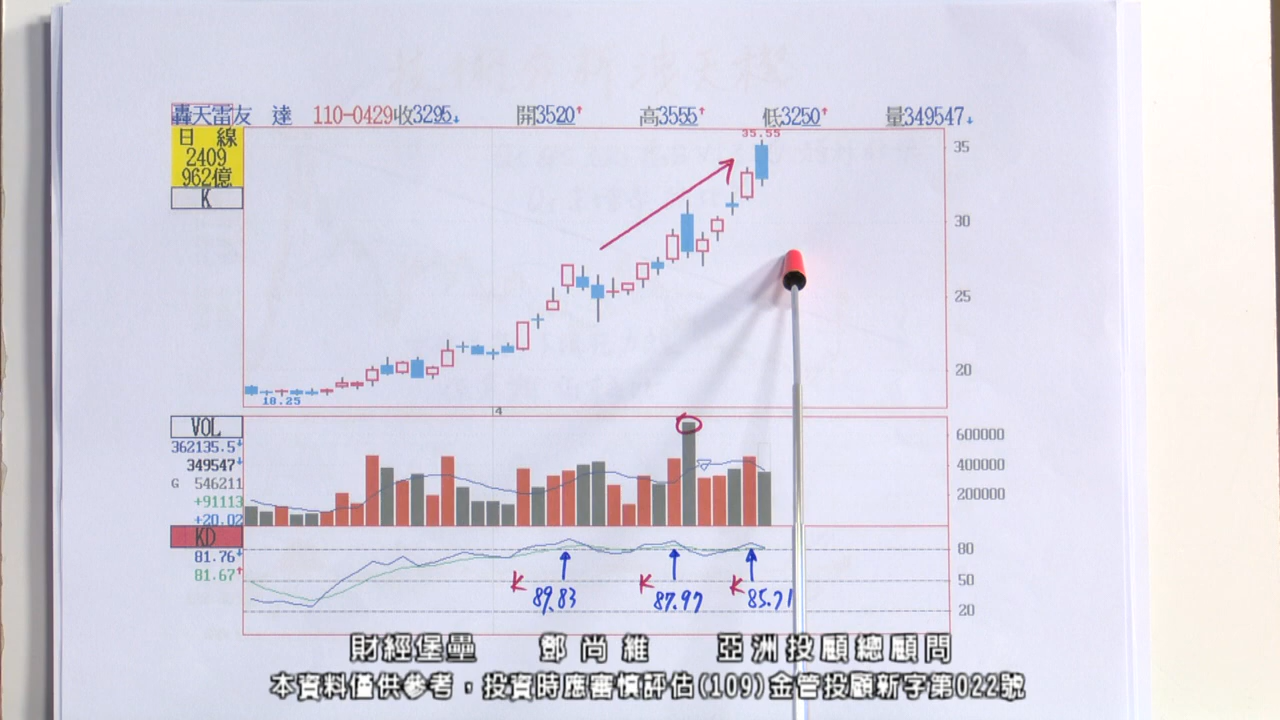 轟天雷友 達 110-0429收3295↓ 開3520↑ 高3555↑ 低3250↑ 量349547↓
日 線
2409
962億
K
35.55
35
30
25
20
18.25
4
VOL
362135.5↓
349547↓
G 546211
+91113
+20.02
600000
400000
200000
KD
81.76↓
81.67↑
80
50
20
K 89.83 K 87.97 K 85.71
財經堡壘 鄧尚維 亞洲投顧總顧問
本資料僅供參考，投資時應審慎評估(109)金管投顧新字第022號